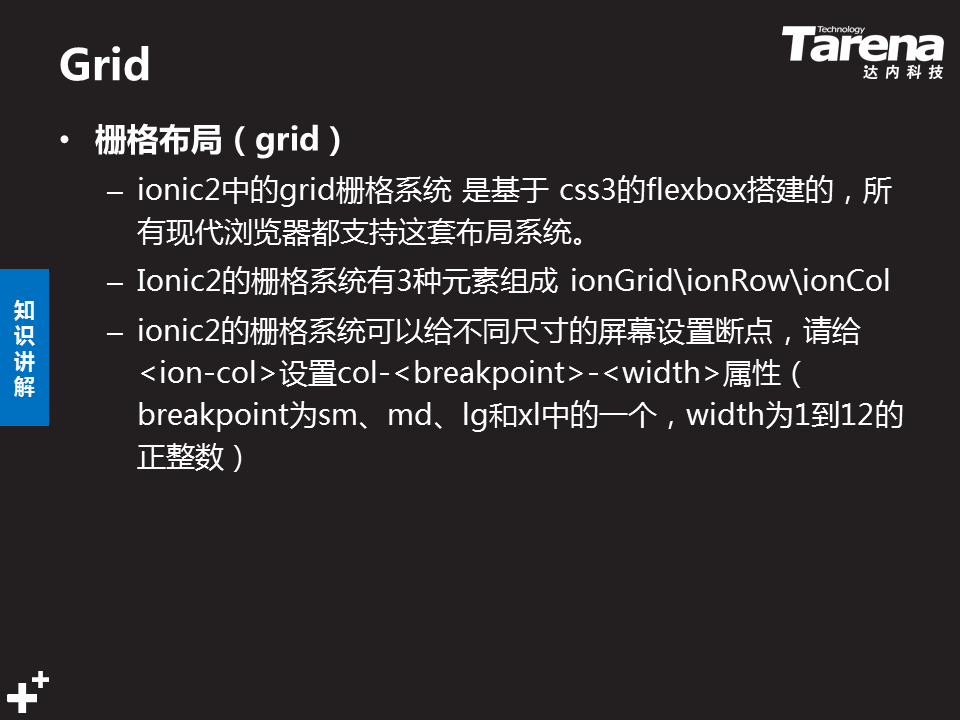 Grid
Technology
Tarena
达内科技
• 栅格布局（grid）
– ionic2中的grid栅格系统 是基于 css3的flexbox搭建的，所
有现代浏览器都支持这套布局系统。
– Ionic2的栅格系统有3种元素组成 ionGrid\ionRow\ionCol
– ionic2的栅格系统可以给不同尺寸的屏幕设置断点，请给
<ion-col>设置col-<breakpoint>-<width>属性（
breakpoint为sm、md、lg和xl中的一个，width为1到12的
正整数）
知
识
讲
解